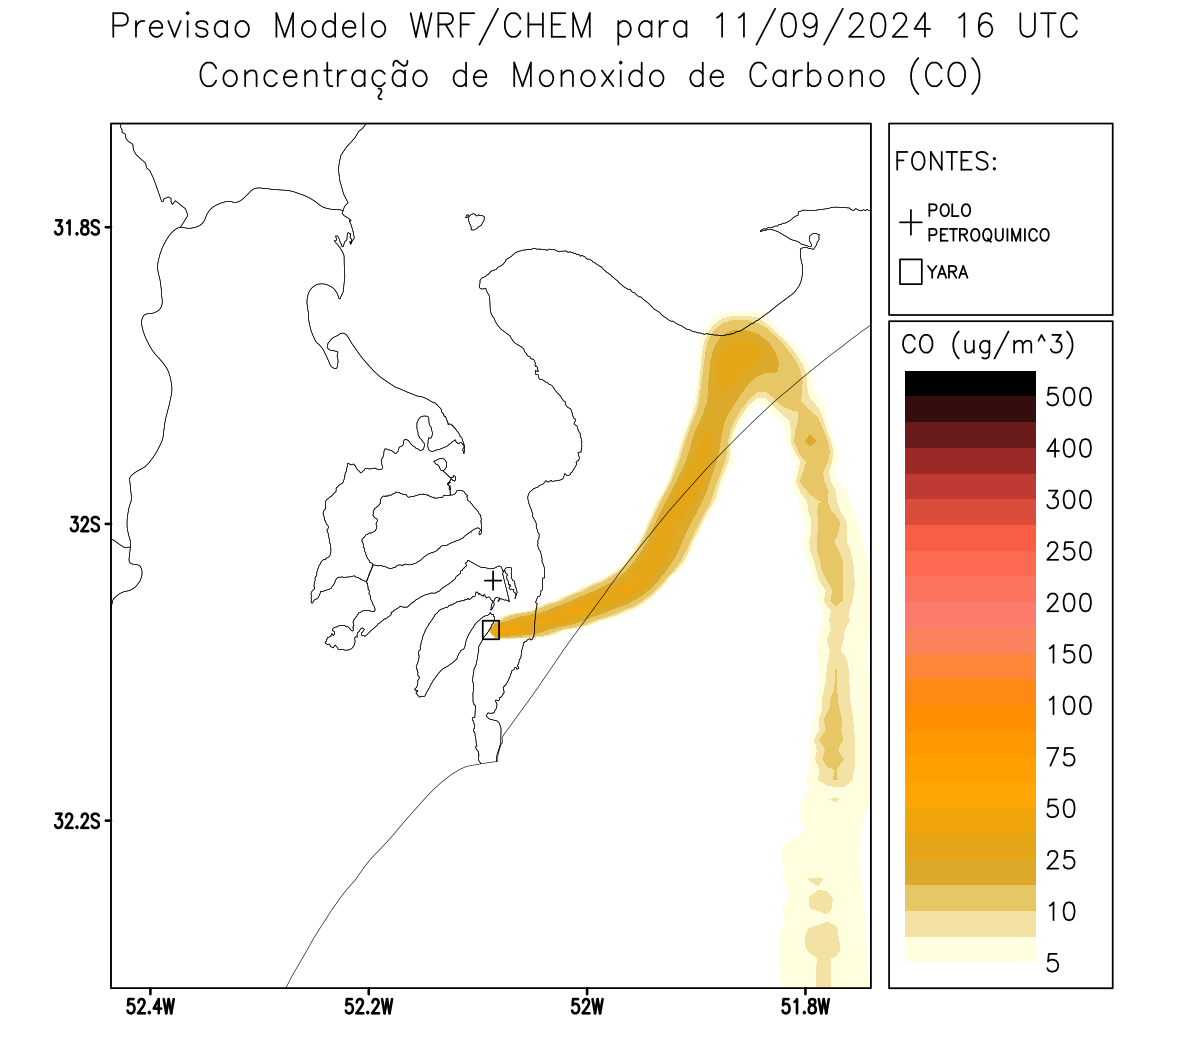 Previsao Modelo WRF/CHEM para 11/09/2024 16 UTC
Concentração de Monoxido de Carbono (CO)
FONTES:
POLO
PETROQUIMICO
YARA
CO (ug/m^3)
500
400
300
250
200
150
100
75
50
25
10
5
31.8S
32S
32.2S
52.4W
52.2W
52W
51.8W